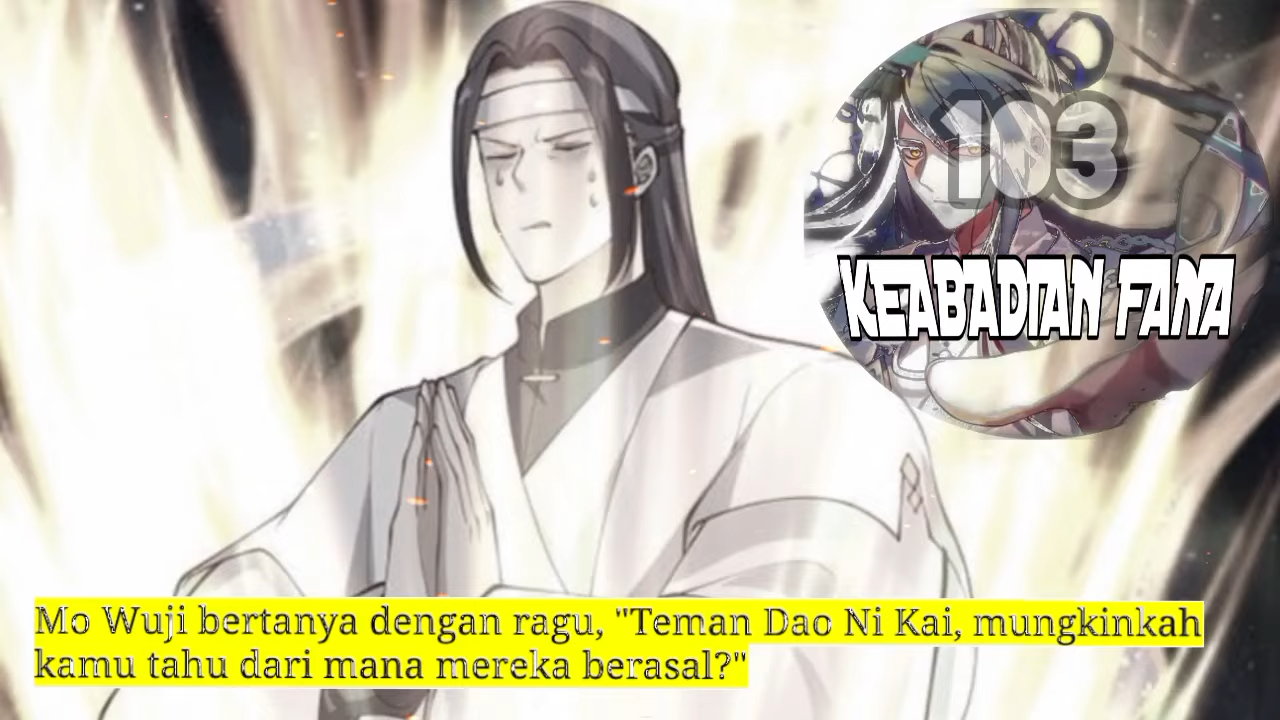 103
KEABADIAN FANA
Mo Wuji bertanya dengan ragu, "Teman Dao Ni Kai, mungkinkah
kamu tahu dari mana mereka berasal?"